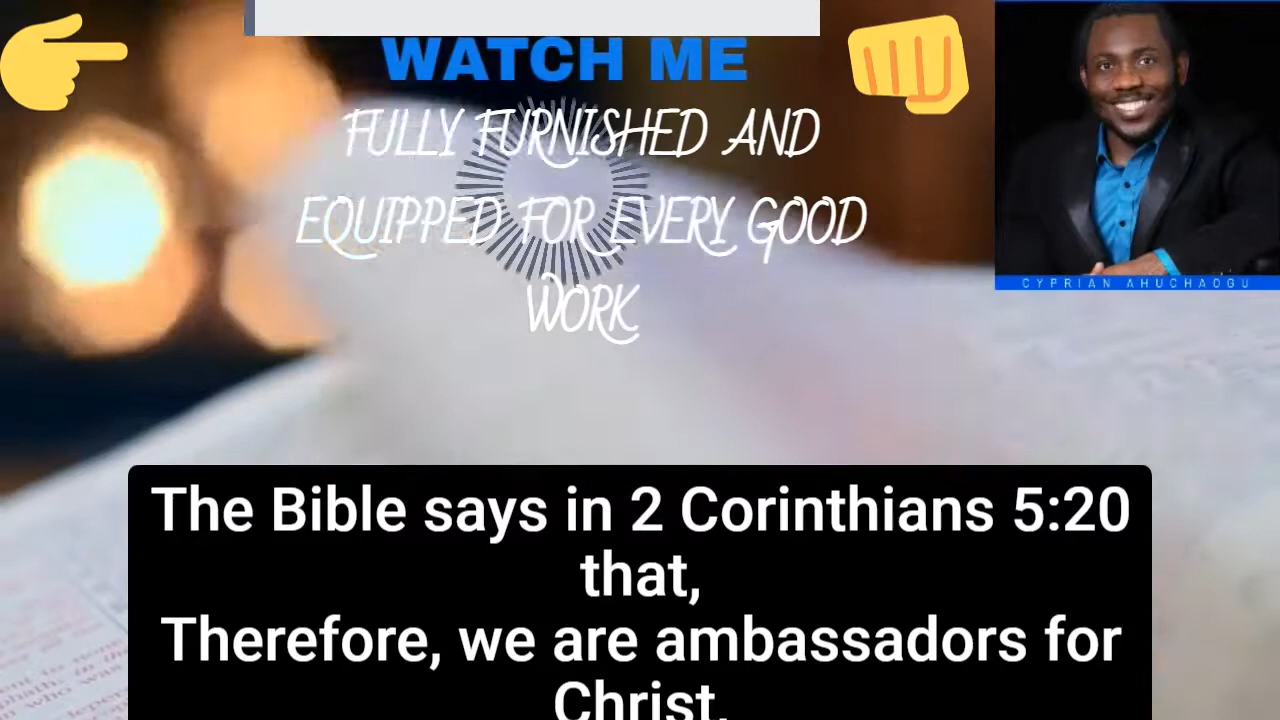 WATCH ME
FULLY FURNISHED AND
EQUIPPED FOR EVERY GOOD
WORK
CYPRIAN AHUCHAOGU
The Bible says in 2 Corinthians 5:20
that,
Therefore, we are ambassadors for
Christ,